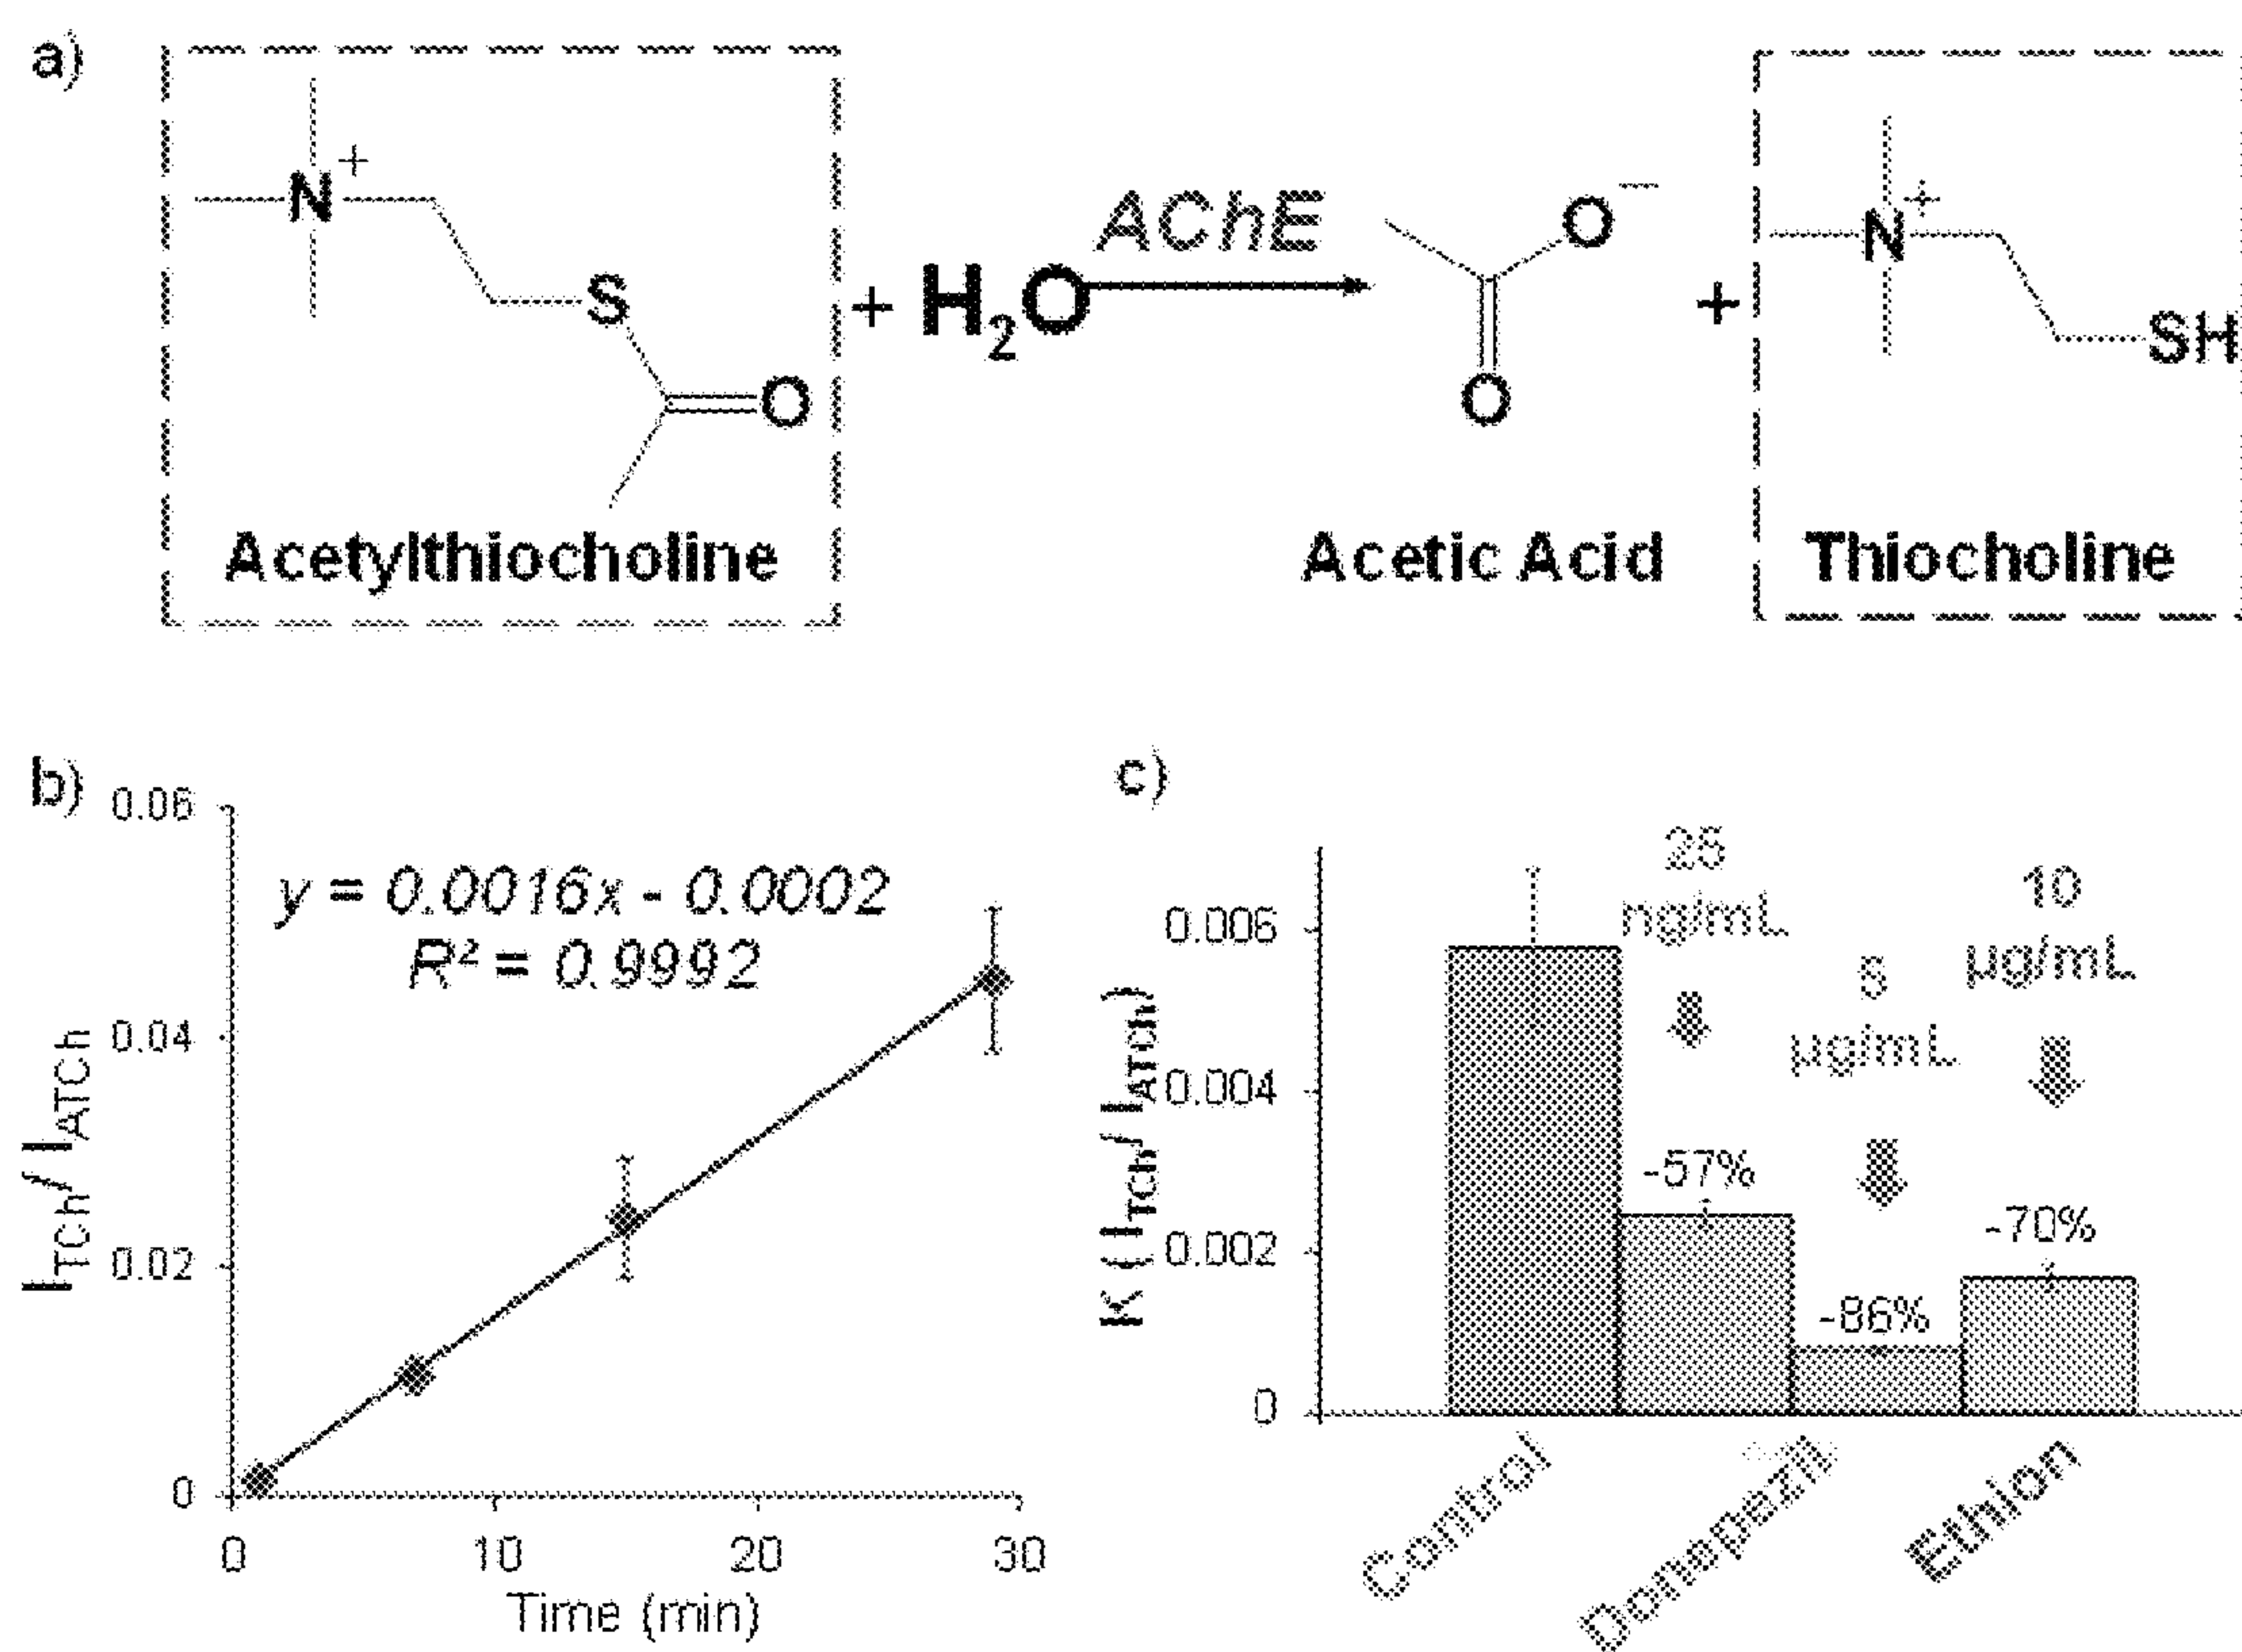 a)
N+
S
O
Acetylthiocholine
+ H2O
AChE
O−
O
Acetic Acid
+
N+
SH
Thiocholine
b)
0.06
0.04
0.02
0
ITCh/ IATCh
y = 0.0016x - 0.0002
R² = 0.9992
0
10
20
30
Time (min)
c)
0.006
0.004
0.002
0
K (ITCh/ IATCh)
25
ng/mL
µg/mL
10
µg/mL
-57%
-86%
-70%
Control
Donepezil
Ethion